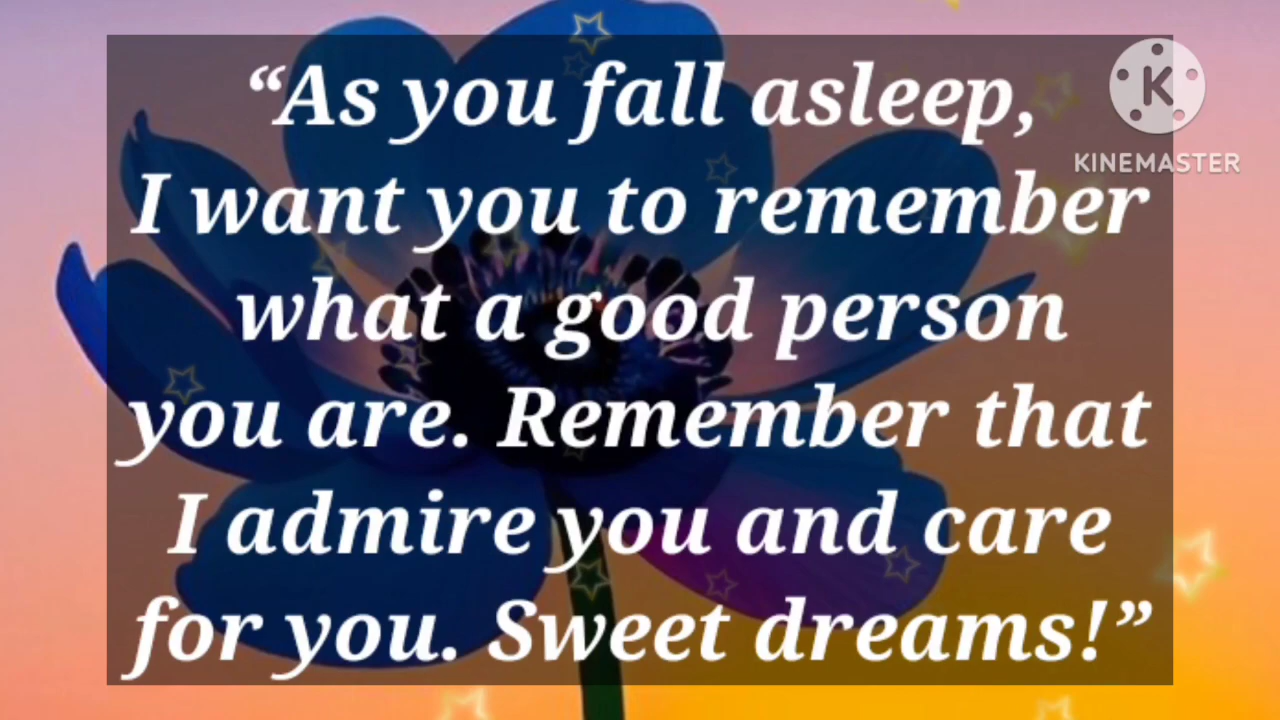 “As you fall asleep,
I want you to remember
what a good person
you are. Remember that
I admire you and care
for you. Sweet dreams!”
K
KINEMASTER